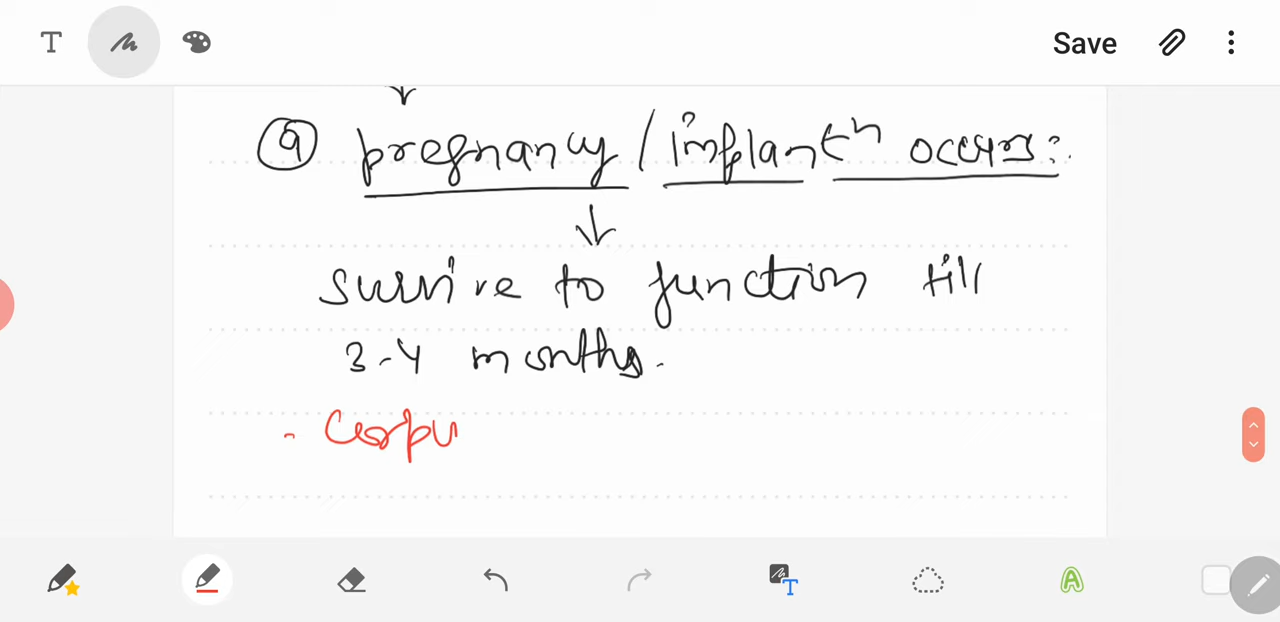 T Save
a pregnancy / implantn occurs:
survive to function till
3-4 months.
- Corpu
T A